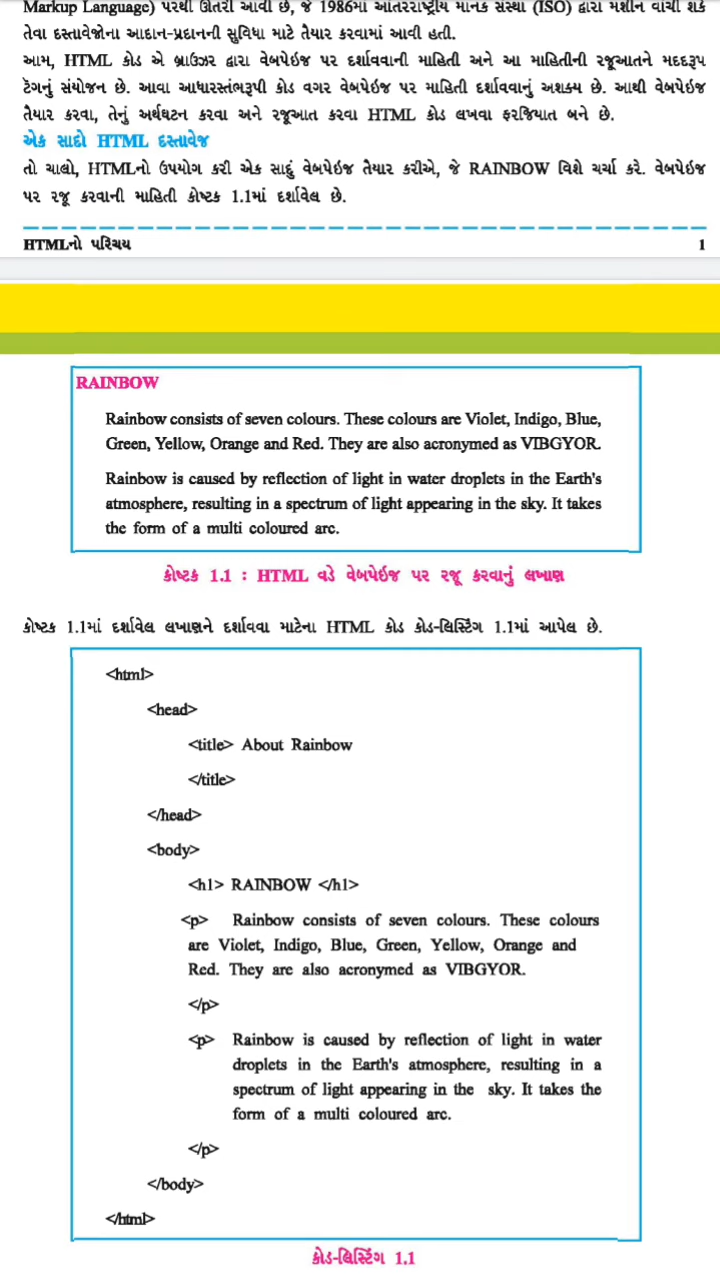 Markup Language) પરથી ઊતરી આવી છે, જે 1986માં આંતરરાષ્ટ્રીય માનક સંસ્થા (ISO) દ્વારા મશીન વાંચી શકે
તેવા દસ્તાવેજોના આદાન-પ્રદાનની સુવિધા માટે તૈયાર કરવામાં આવી હતી.
આમ, HTML કોડ એ બ્રાઉઝર દ્વારા વેબપેઇજ પર દર્શાવવાની માહિતી અને આ માહિતીની રજૂઆતને મદદરૂપ
ટૅગનું સંયોજન છે. આવા આધારસ્તંભરૂપી કોડ વગર વેબપેઇજ પર માહિતી દર્શાવવાનું અશક્ય છે. આથી વેબપેઇજ
તૈયાર કરવા, તેનું અર્થઘટન કરવા અને રજૂઆત કરવા HTML કોડ લખવા ફરજિયાત બને છે.
એક સાદો HTML દસ્તાવેજ
તો ચાલો, HTMLનો ઉપયોગ કરી એક સાદું વેબપેઇજ તૈયાર કરીએ, જે RAINBOW વિશે ચર્ચા કરે. વેબપેઇજ
પર રજૂ કરવાની માહિતી કોષ્ટક 1.1માં દર્શાવેલ છે.
HTMLનો પરિચય 1
RAINBOW
Rainbow consists of seven colours. These colours are Violet, Indigo, Blue,
Green, Yellow, Orange and Red. They are also acronymed as VIBGYOR.
Rainbow is caused by reflection of light in water droplets in the Earth's
atmosphere, resulting in a spectrum of light appearing in the sky. It takes
the form of a multi coloured arc.
કોષ્ટક 1.1 : HTML વડે વેબપેઇજ પર રજૂ કરવાનું લખાણ
કોષ્ટક 1.1માં દર્શાવેલ લખાણને દર્શાવવા માટેના HTML કોડ કોડ-લિસ્ટિંગ 1.1માં આપેલ છે.
<html>
<head>
<title> About Rainbow
</title>
</head>
<body>
<h1> RAINBOW </h1>
<p> Rainbow consists of seven colours. These colours
are Violet, Indigo, Blue, Green, Yellow, Orange and
Red. They are also acronymed as VIBGYOR.
</p>
<p> Rainbow is caused by reflection of light in water
droplets in the Earth's atmosphere, resulting in a
spectrum of light appearing in the sky. It takes the
form of a multi coloured arc.
</p>
</body>
</html>
કોડ-લિસ્ટિંગ 1.1